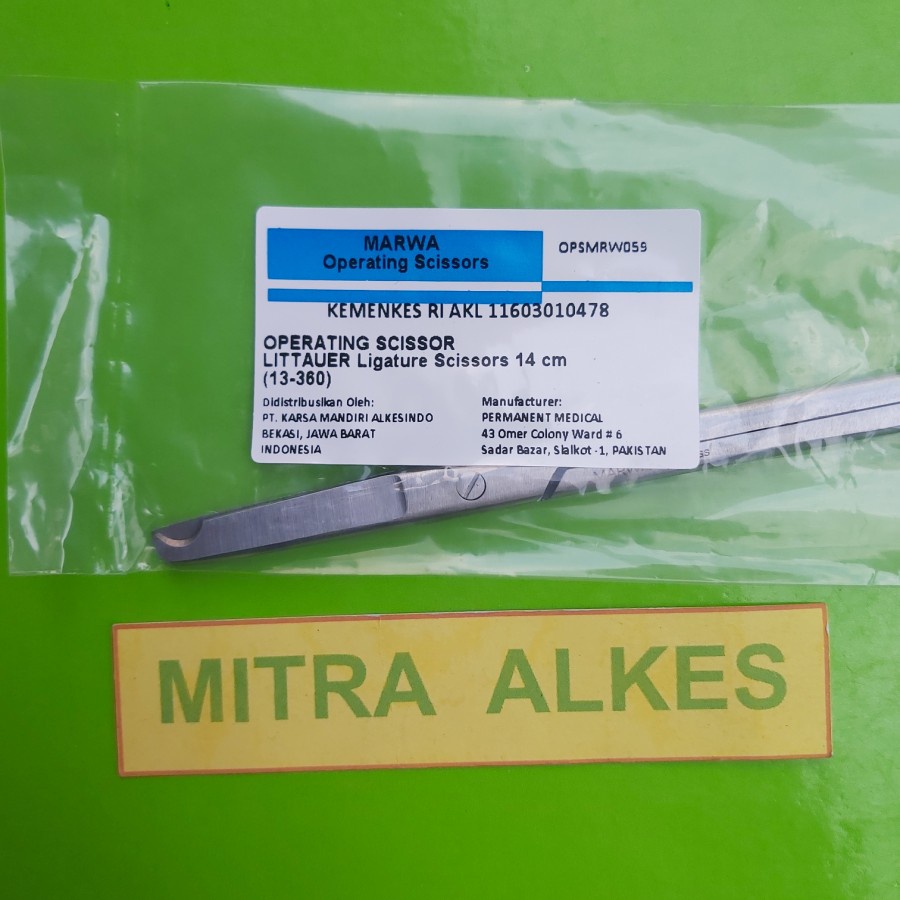 MARWA
Operating Scissors
OPSMRW059
KEMENKES RI AKL 11603010478
OPERATING SCISSOR
LITTAUER Ligature Scissors 14 cm
(13-360)
Didistribusikan Oleh:
PT. KARSA MANDIRI ALKESINDO
BEKASI, JAWA BARAT
INDONESIA
Manufacturer:
PERMANENT MEDICAL
43 Omer Colony Ward # 6
Sadar Bazar, Sialkot -1, PAKISTAN
MITRA ALKES